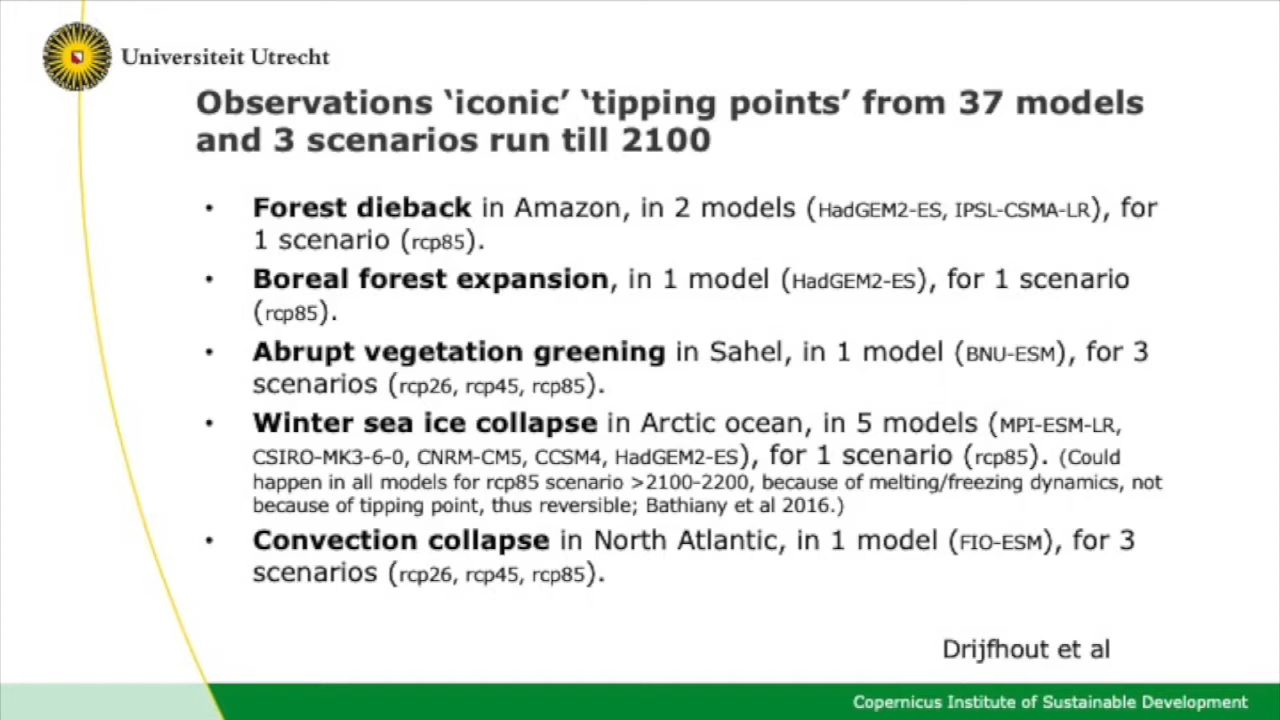 Universiteit Utrecht
Observations ‘iconic’ ‘tipping points’ from 37 models
and 3 scenarios run till 2100
• Forest dieback in Amazon, in 2 models (HadGEM2-ES, IPSL-CSMA-LR), for
1 scenario (rcp85).
• Boreal forest expansion, in 1 model (HadGEM2-ES), for 1 scenario
(rcp85).
• Abrupt vegetation greening in Sahel, in 1 model (BNU-ESM), for 3
scenarios (rcp26, rcp45, rcp85).
• Winter sea ice collapse in Arctic ocean, in 5 models (MPI-ESM-LR,
CSIRO-MK3-6-0, CNRM-CM5, CCSM4, HadGEM2-ES), for 1 scenario (rcp85). (Could
happen in all models for rcp85 scenario >2100-2200, because of melting/freezing dynamics, not
because of tipping point, thus reversible; Bathiany et al 2016.)
• Convection collapse in North Atlantic, in 1 model (FIO-ESM), for 3
scenarios (rcp26, rcp45, rcp85).
Drijfhout et al
Copernicus Institute of Sustainable Development